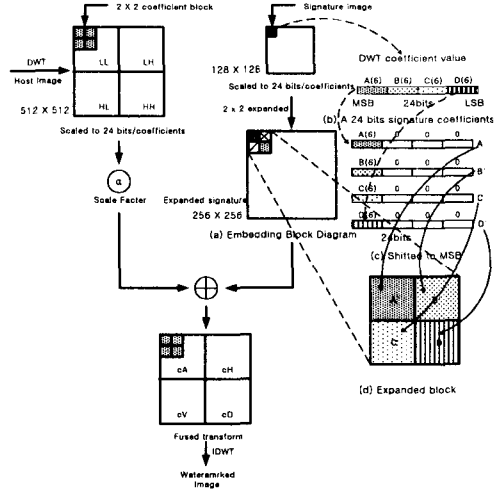 2 X 2 coefficient block
Signature image
DWT
Host Image
LL
LH
HL
HH
512 X 512
128 X 128
DWT coefficient value
A(6) B(6) C(6) D(6)
MSB 24bits LSB
Scaled to 24 bits/coefficients
Scaled to 24 bits/coefficients
(b) A 24 bits signature coefficients
2 x 2 expanded
A(6) 0 0 0
A'
B(6) 0 0 0
B'
C(6) 0 0 0
C'
D(6) 0 0 0
D'
24bits
α
Scale Factor
Expanded signature
256 X 256
(a) Embedding Block Diagram
(c) Shifted to MSB
A'
C'
(d) Expanded block
cA
cH
cV
cD
Fused transform
IDWT
Wateramrked
Image